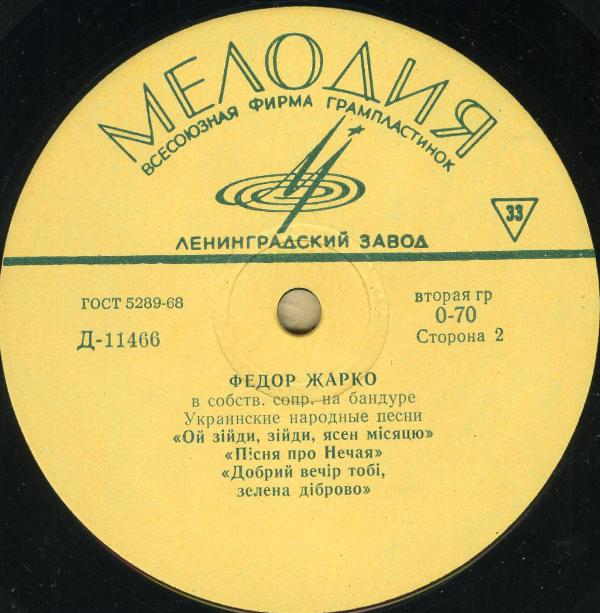 МЕЛОДИЯ
ВСЕСОЮЗНАЯ ФИРМА ГРАМПЛАСТИНОК
33
ЛЕНИНГРАДСКИЙ ЗАВОД
ГОСТ 5289-68
Д-11466
вторая гр
0-70
Сторона 2
ФЕДОР ЖАРКО
в собств. сопр. на бандуре
Украинские народные песни
«Ой зійди, зійди, ясен місяцю»
«Пісня про Нечая»
«Добрий вечір тобі,
зелена діброво»